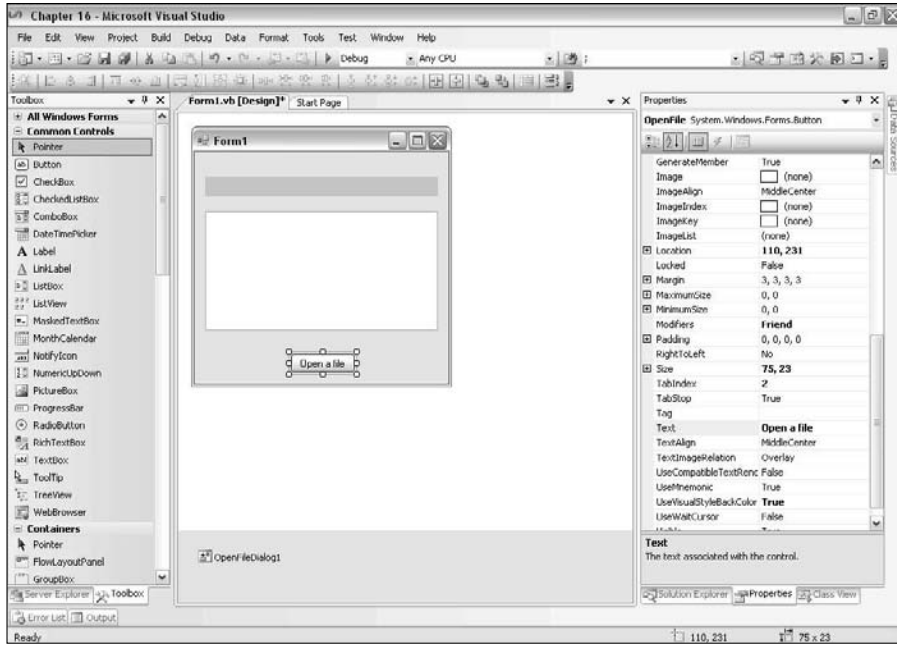 Chapter 16 - Microsoft Visual Studio
File Edit View Project Build Debug Data Format Tools Test Window Help
Debug Any CPU
Toolbox
All Windows Forms
Common Controls
Pointer
Button
CheckBox
CheckedListBox
ComboBox
DateTimePicker
Label
LinkLabel
ListBox
ListView
MaskedTextBox
MonthCalendar
NotifyIcon
NumericUpDown
PictureBox
ProgressBar
RadioButton
RichTextBox
TextBox
ToolTip
TreeView
WebBrowser
Containers
Pointer
FlowLayoutPanel
GroupBox
Server Explorer Toolbox
Form1.vb [Design]* Start Page
Form1
Open a file
OpenFileDialog1
Properties
OpenFile System.Windows.Forms.Button
GenerateMember True
Image (none)
ImageAlign MiddleCenter
ImageIndex (none)
ImageKey (none)
ImageList (none)
Location 110, 231
Locked False
Margin 3, 3, 3, 3
MaximumSize 0, 0
MinimumSize 0, 0
Modifiers Friend
Padding 0, 0, 0, 0
RightToLeft No
Size 75, 23
TabIndex 2
TabStop True
Tag
Text Open a file
TextAlign MiddleCenter
TextImageRelation Overlay
UseCompatibleTextRenc False
UseMnemonic True
UseVisualStyleBackColor True
UseWaitCursor False
Text
The text associated with the control.
Solution Explorer Properties Class View
Data Sources
Error List Output
Ready 110, 231 75 x 23